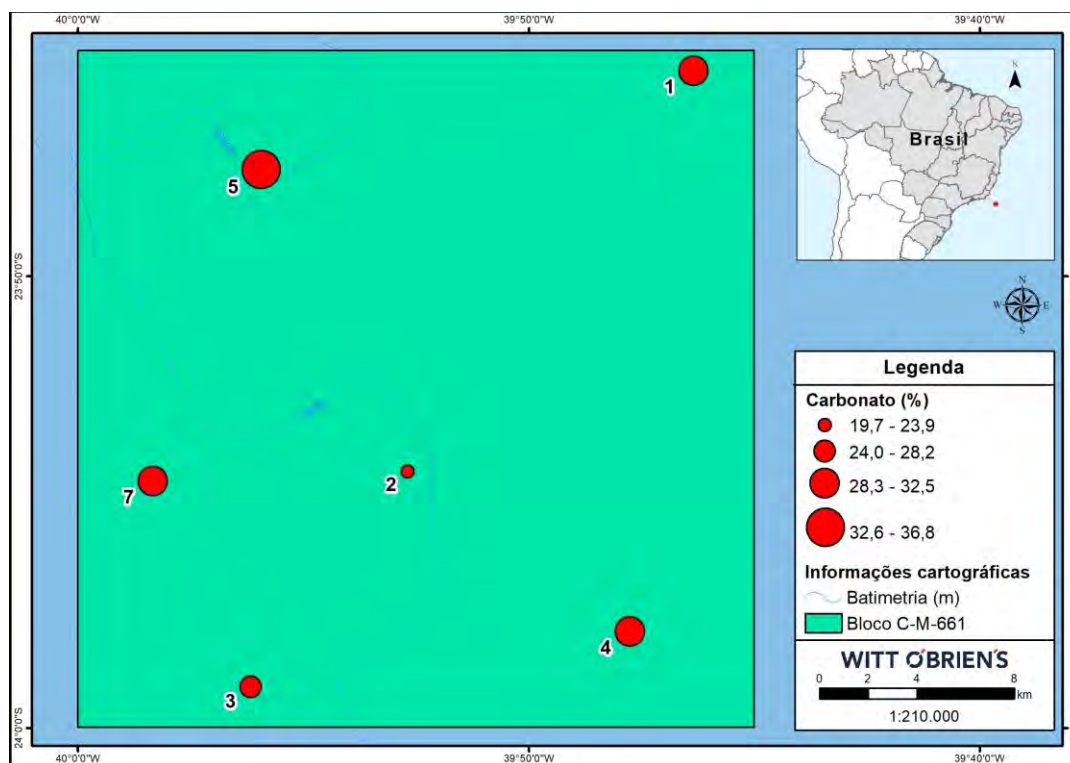 40°0'0"W
39°50'0"W
39°40'0"W
23°50'0"S
24°0'0"S
1
5
7
2
4
3
N
Brasil
N
W E
S
Legenda
Carbonato (%)
19,7 - 23,9
24,0 - 28,2
28,3 - 32,5
32,6 - 36,8
Informações cartográficas
Batimetria (m)
Bloco C-M-661
WITT O'BRIEN'S
0 2 4 8
km
1:210.000
40°0'0"W
39°50'0"W
39°40'0"W